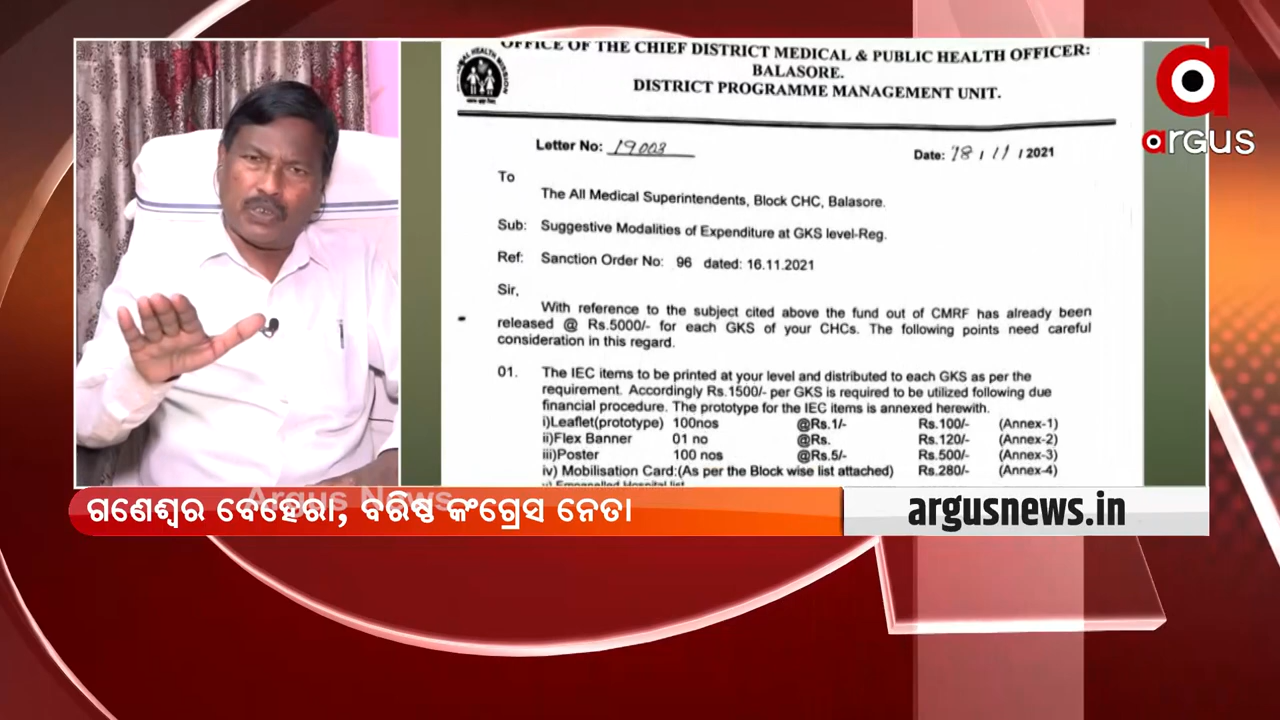 OFFICE OF THE CHIEF DISTRICT MEDICAL & PUBLIC HEALTH OFFICER:
BALASORE.
DISTRICT PROGRAMME MANAGEMENT UNIT.
Letter No: 19003
Date: 18 / 11 / 2021
To
The All Medical Superintendents, Block CHC, Balasore.
Sub: Suggestive Modalities of Expenditure at GKS level-Reg.
Ref: Sanction Order No: 96 dated: 16.11.2021
Sir,
With reference to the subject cited above the fund out of CMRF has already been
released @ Rs.5000/- for each GKS of your CHCs. The following points need careful
consideration in this regard.
01. The IEC items to be printed at your level and distributed to each GKS as per the
requirement. Accordingly Rs.1500/- per GKS is required to be utilized following due
financial procedure. The prototype for the IEC items is annexed herewith.
i)Leaflet(prototype) 100nos @Rs.1/- Rs.100/- (Annex-1)
ii)Flex Banner 01 no @Rs. Rs.120/- (Annex-2)
iii)Poster 100 nos @Rs.5/- Rs.500/- (Annex-3)
iv) Mobilisation Card:(As per the Block wise list attached) Rs.280/- (Annex-4)
v) Empanelled Hospital list
argus
Argus News
ଗଣେଶ୍ୱର ବେହେରା, ବରିଷ୍ଠ କଂଗ୍ରେସ ନେତା
argusnews.in